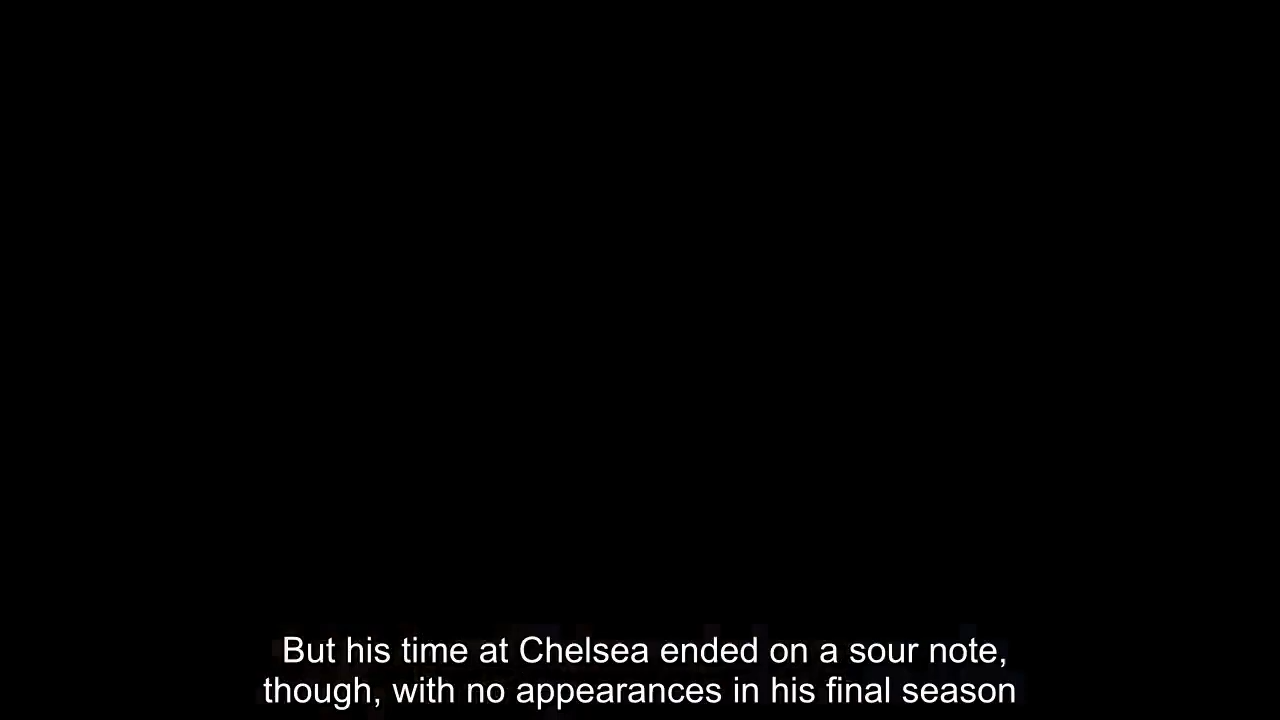 But his time at Chelsea ended on a sour note,
though, with no appearances in his final season